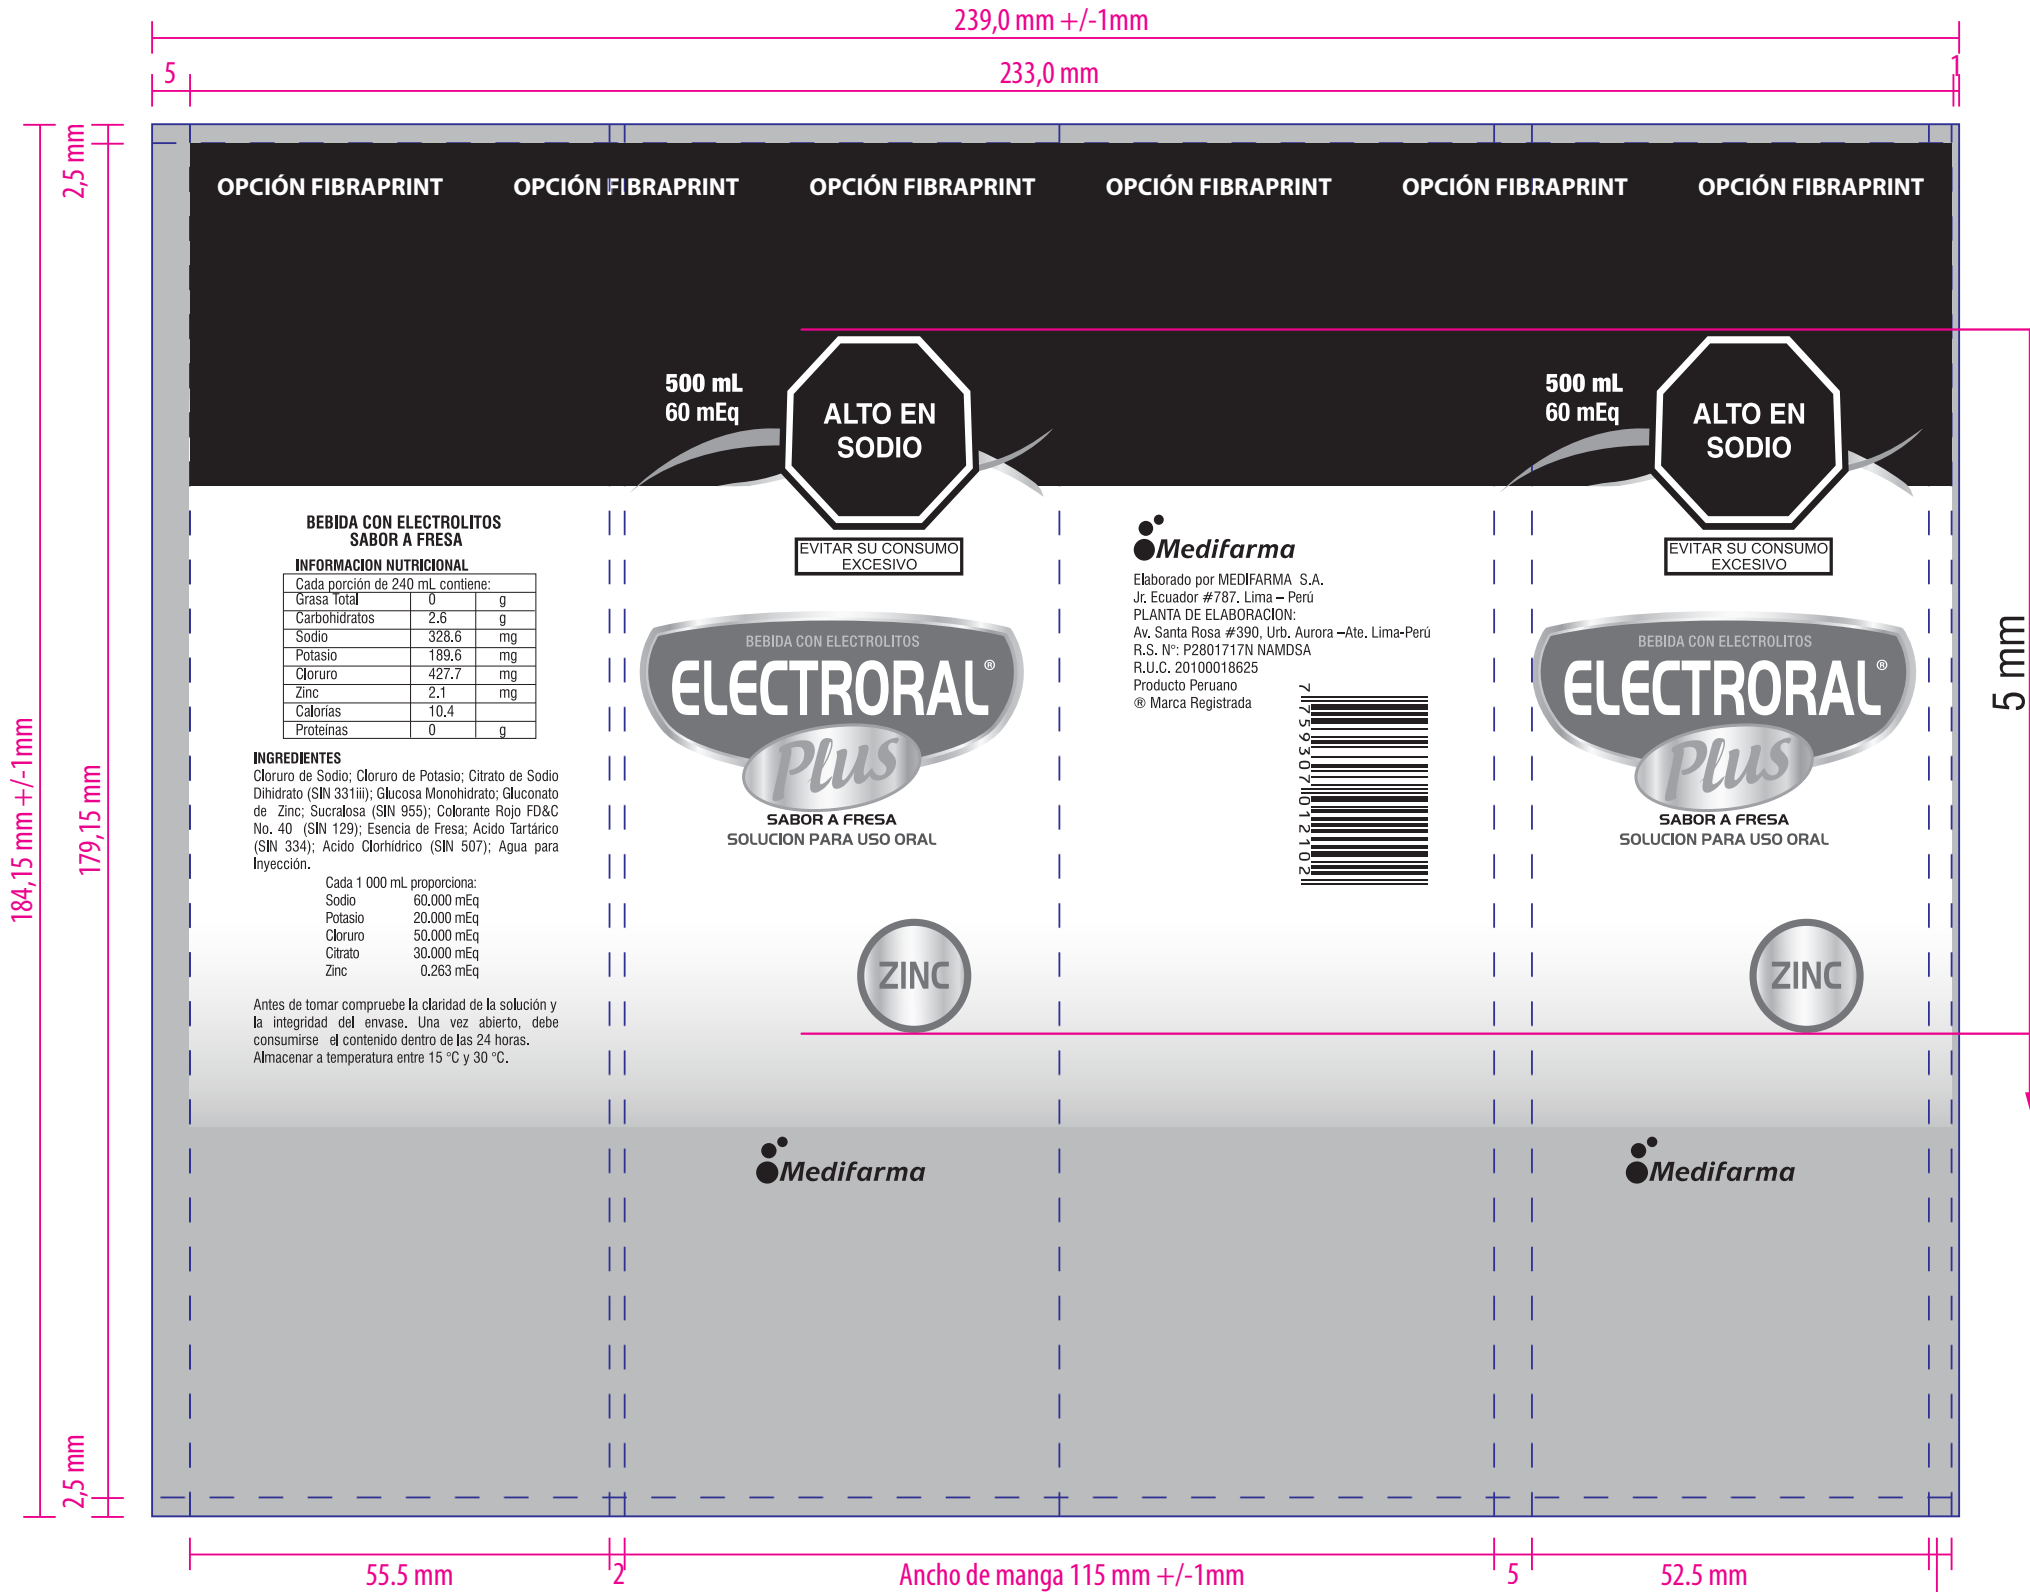 239,0 mm +/-1mm
5
233,0 mm
1
2,5 mm
184,15 mm +/-1mm
179,15 mm
2,5 mm
OPCIÓN FIBRAPRINT
OPCIÓN FIBRAPRINT
OPCIÓN FIBRAPRINT
OPCIÓN FIBRAPRINT
OPCIÓN FIBRAPRINT
OPCIÓN FIBRAPRINT
BEBIDA CON ELECTROLITOS
SABOR A FRESA
INFORMACION NUTRICIONAL
Cada porción de 240 mL contiene:
Grasa Total 0 g
Carbohidratos 2.6 g
Sodio 328.6 mg
Potasio 189.6 mg
Cloruro 427.7 mg
Zinc 2.1 mg
Calorías 10.4
Proteínas 0 g
INGREDIENTES
Cloruro de Sodio; Cloruro de Potasio; Citrato de Sodio
Dihidrato (SIN 331iii); Glucosa Monohidrato; Gluconato
de Zinc; Sucralosa (SIN 955); Colorante Rojo FD&C
No. 40 (SIN 129); Esencia de Fresa; Acido Tartárico
(SIN 334); Acido Clorhídrico (SIN 507); Agua para
Inyección.
Cada 1 000 mL proporciona:
Sodio 60.000 mEq
Potasio 20.000 mEq
Cloruro 50.000 mEq
Citrato 30.000 mEq
Zinc 0.263 mEq
Antes de tomar compruebe la claridad de la solución y
la integridad del envase. Una vez abierto, debe
consumirse el contenido dentro de las 24 horas.
Almacenar a temperatura entre 15 °C y 30 °C.
500 mL
60 mEq
ALTO EN
SODIO
EVITAR SU CONSUMO
EXCESIVO
BEBIDA CON ELECTROLITOS
ELECTRORAL®
Plus
SABOR A FRESA
SOLUCION PARA USO ORAL
ZINC
Medifarma
Medifarma
Elaborado por MEDIFARMA S.A.
Jr. Ecuador #787. Lima – Perú
PLANTA DE ELABORACIÓN:
Av. Santa Rosa #390, Urb. Aurora –Ate. Lima-Perú
R.S. N°: P2801717N NAMDSA
R.U.C. 20100018625
Producto Peruano
® Marca Registrada
7 759307 012102
500 mL
60 mEq
ALTO EN
SODIO
EVITAR SU CONSUMO
EXCESIVO
BEBIDA CON ELECTROLITOS
ELECTRORAL®
Plus
SABOR A FRESA
SOLUCION PARA USO ORAL
ZINC
Medifarma
5 mm
55.5 mm
2
Ancho de manga 115 mm +/-1mm
5
52.5 mm